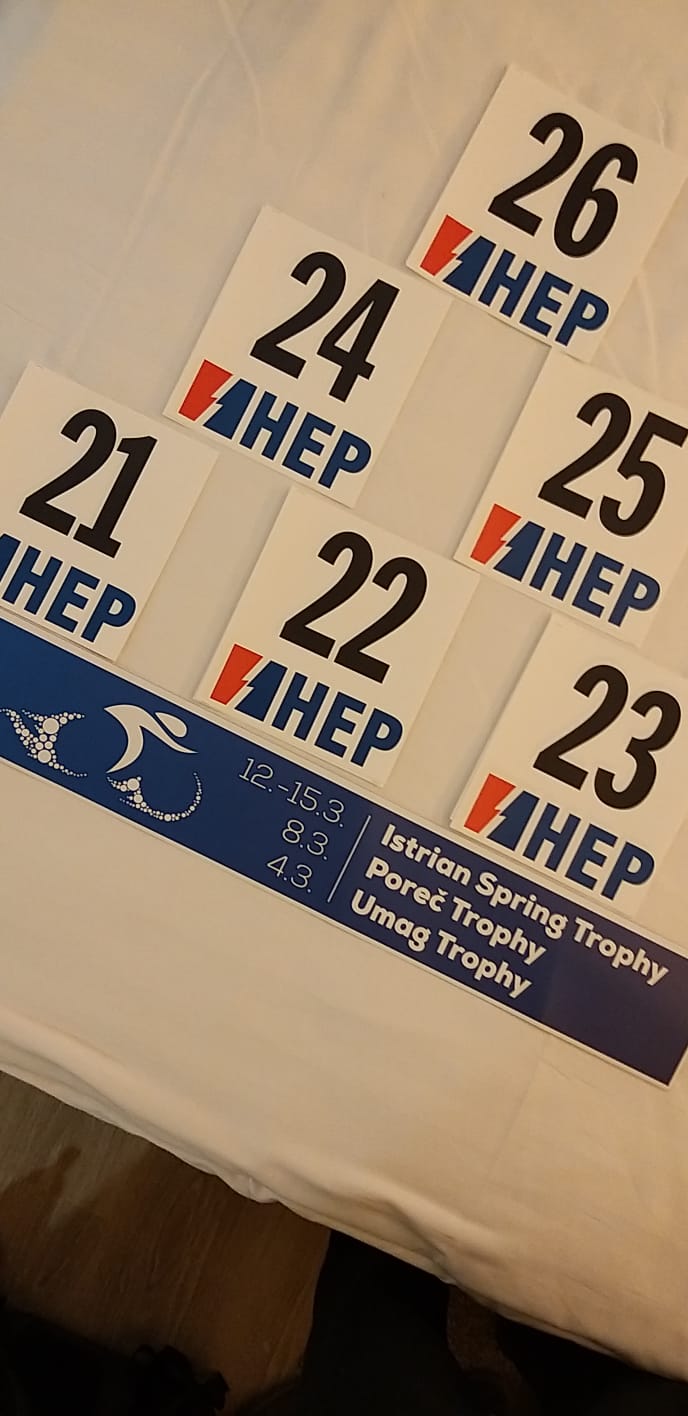 26
HEP
24
HEP
25
HEP
21
HEP
22
HEP
23
HEP
12.-15.3.
8.3.
4.3.
Istrian Spring Trophy
Poreč Trophy
Umag Trophy